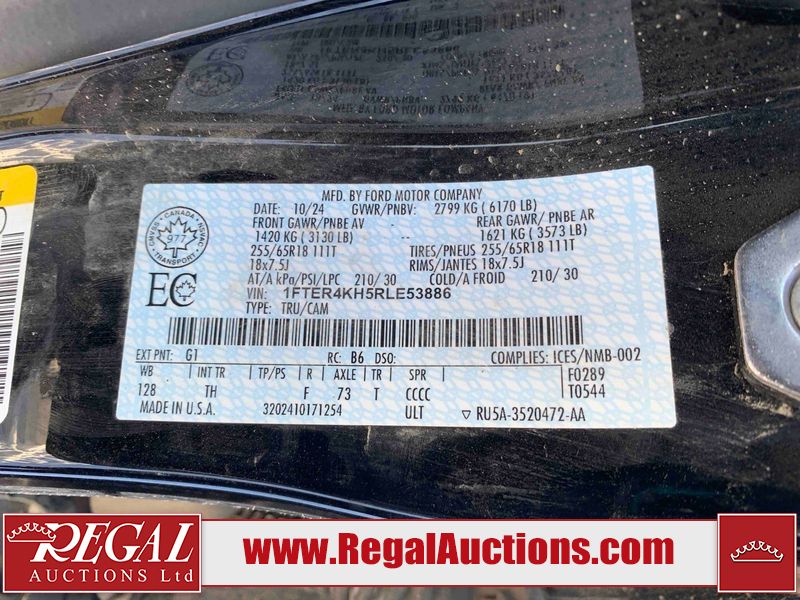 MFD. BY FORD MOTOR COMPANY
DATE: 10/24 GVWR/PNBV: 2799 KG ( 6170 LB)
FRONT GAWR/PNBE AV REAR GAWR/ PNBE AR
1420 KG ( 3130 LB) -- 1621 KG ( 3573 LB)
255/65R18 111T TIRES/PNEUS 255/65R18 111T
18x7.5J RIMS/JANTES 18x7.5J
AT/A kPa/PSI/LPC 210/ 30 COLD/A FROID 210/ 30
VIN: 1FTER4KH5RLE53886
TYPE: TRU/CAM
CANADA
977
EC
EXT PNT: G1 RC: B6 DSO: COMPLIES: ICES/NMB-002
WB INT TR TP/PS R AXLE TR SPR F0289
128 TH F 73 T CCCC T0544
MADE IN U.S.A. 3202410171254 ULT ▽ RU5A-3520472-AA
REGAL
AUCTIONS Ltd
www.RegalAuctions.com